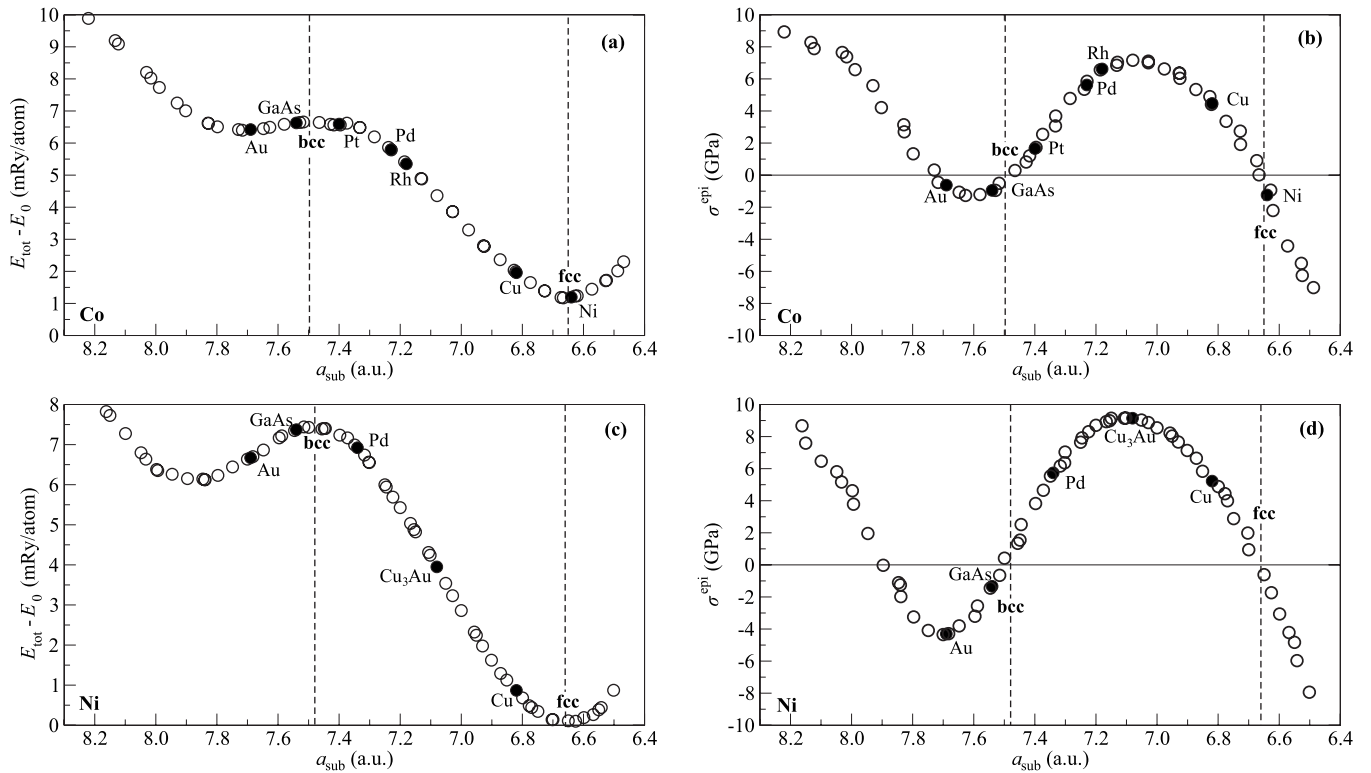 10
9
8
7
6
5
4
3
2
1
0
E_tot - E_0 (mRy/atom)
(a)
GaAs
Au
bcc
Pt
Pd
Rh
Cu
fcc
Ni
Co
8.2 8.0 7.8 7.6 7.4 7.2 7.0 6.8 6.6 6.4
a_sub (a.u.)
10
8
6
4
2
0
-2
-4
-6
-8
-10
σ^epi (GPa)
(b)
Rh
Pd
Cu
bcc
Pt
Au
GaAs
Ni
fcc
Co
8.2 8.0 7.8 7.6 7.4 7.2 7.0 6.8 6.6 6.4
a_sub (a.u.)
8
7
6
5
4
3
2
1
0
E_tot - E_0 (mRy/atom)
(c)
GaAs
bcc
Pd
Au
Cu₃Au
Cu
fcc
Ni
8.2 8.0 7.8 7.6 7.4 7.2 7.0 6.8 6.6 6.4
a_sub (a.u.)
10
8
6
4
2
0
-2
-4
-6
-8
-10
σ^epi (GPa)
(d)
Cu₃Au
Pd
Cu
fcc
GaAs
bcc
Au
Ni
8.2 8.0 7.8 7.6 7.4 7.2 7.0 6.8 6.6 6.4
a_sub (a.u.)